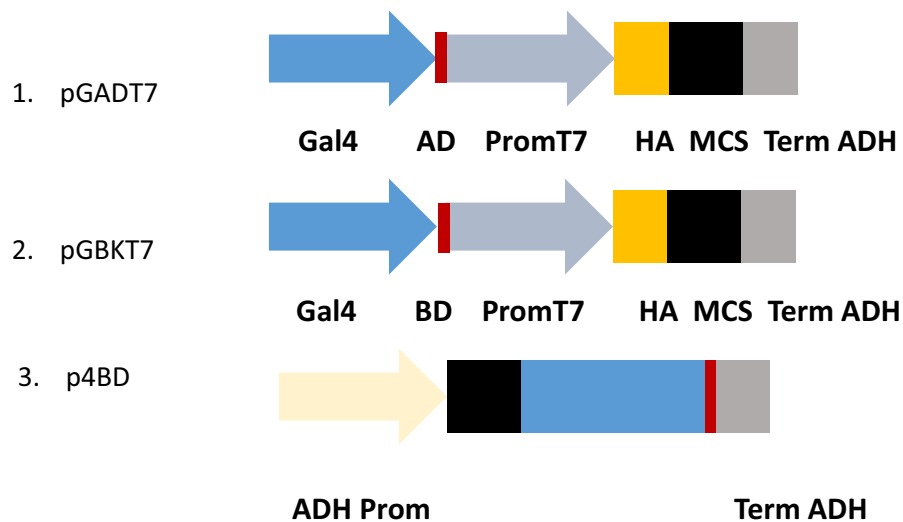 1. pGADT7
Gal4 AD PromT7 HA MCS Term ADH
2. pGBKT7
Gal4 BD PromT7 HA MCS Term ADH
3. p4BD
ADH Prom Term ADH